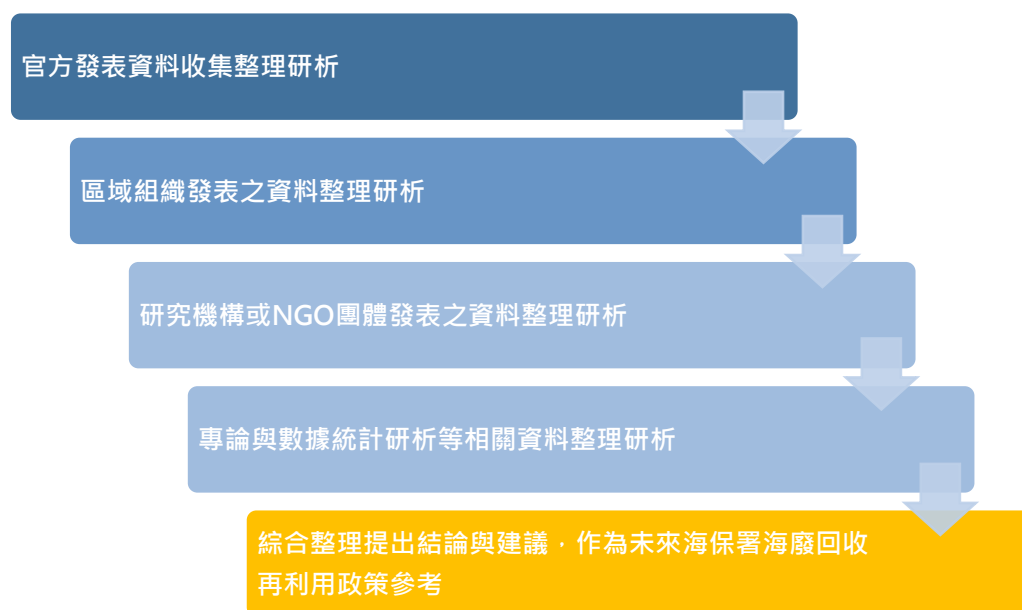 官方發表資料收集整理研析
區域組織發表之資料整理研析
研究機構或NGO團體發表之資料整理研析
專論與數據統計研析等相關資料整理研析
綜合整理提出結論與建議，作為未來海保署海廢回收
再利用政策參考